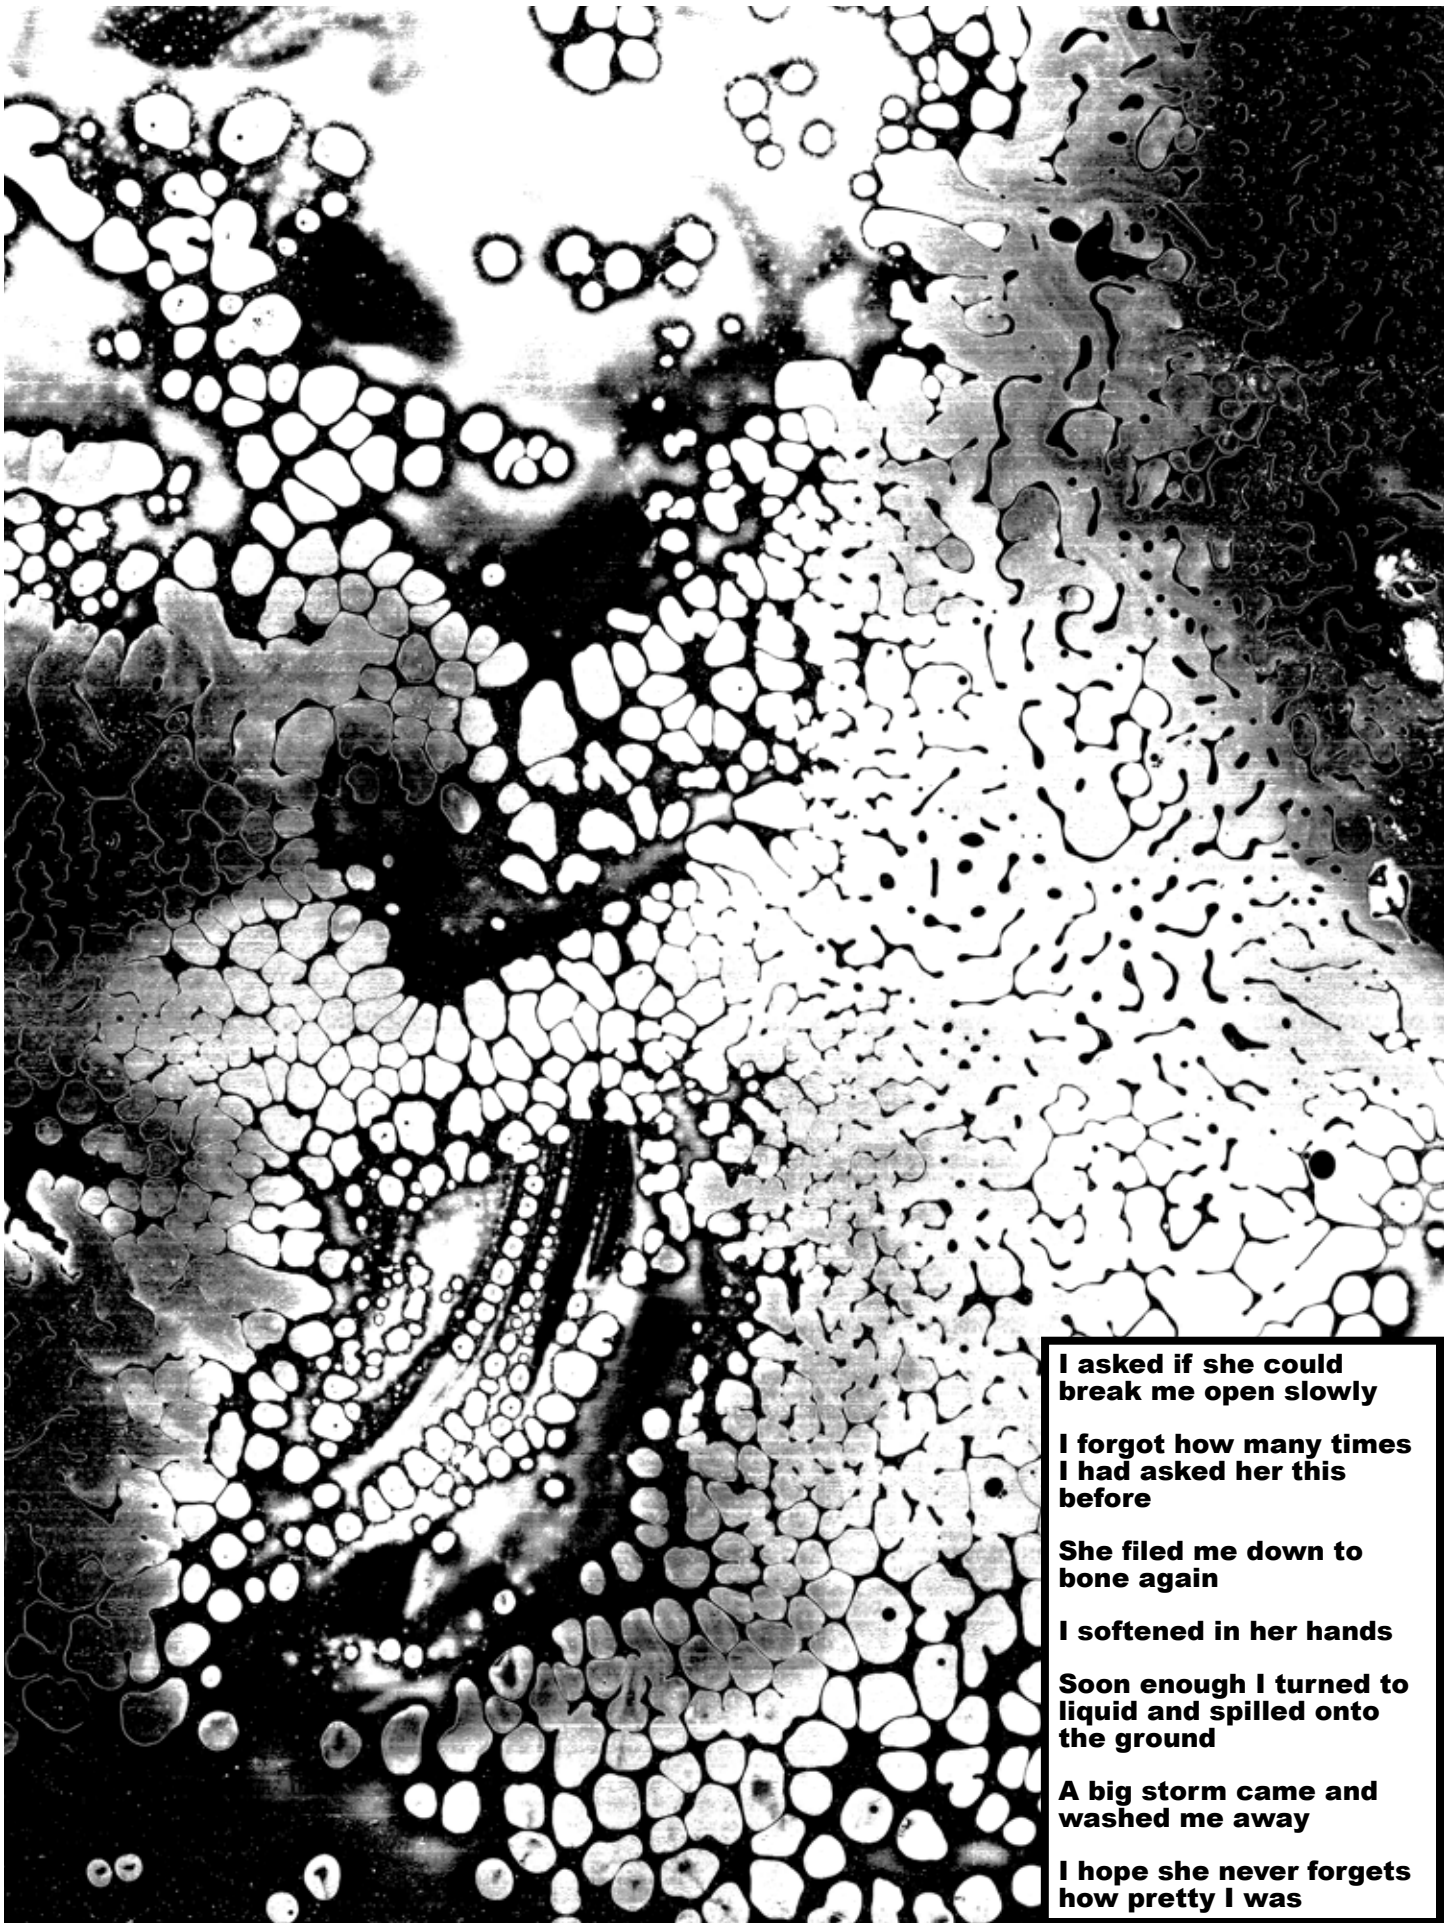 I asked if she could
break me open slowly
I forgot how many times
I had asked her this
before
She filed me down to
bone again
I softened in her hands
Soon enough I turned to
liquid and spilled onto
the ground
A big storm came and
washed me away
I hope she never forgets
how pretty I was